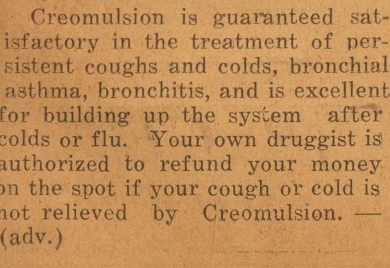 Creomulsion is guaranteed sat-
isfactory in the treatment of per-
sistent coughs and colds, bronchial
asthma, bronchitis, and is excellent
for building up the system after
colds or flu. Your own druggist is
authorized to refund your money
on the spot if your cough or cold is
not relieved by Creomulsion. —
(adv.)